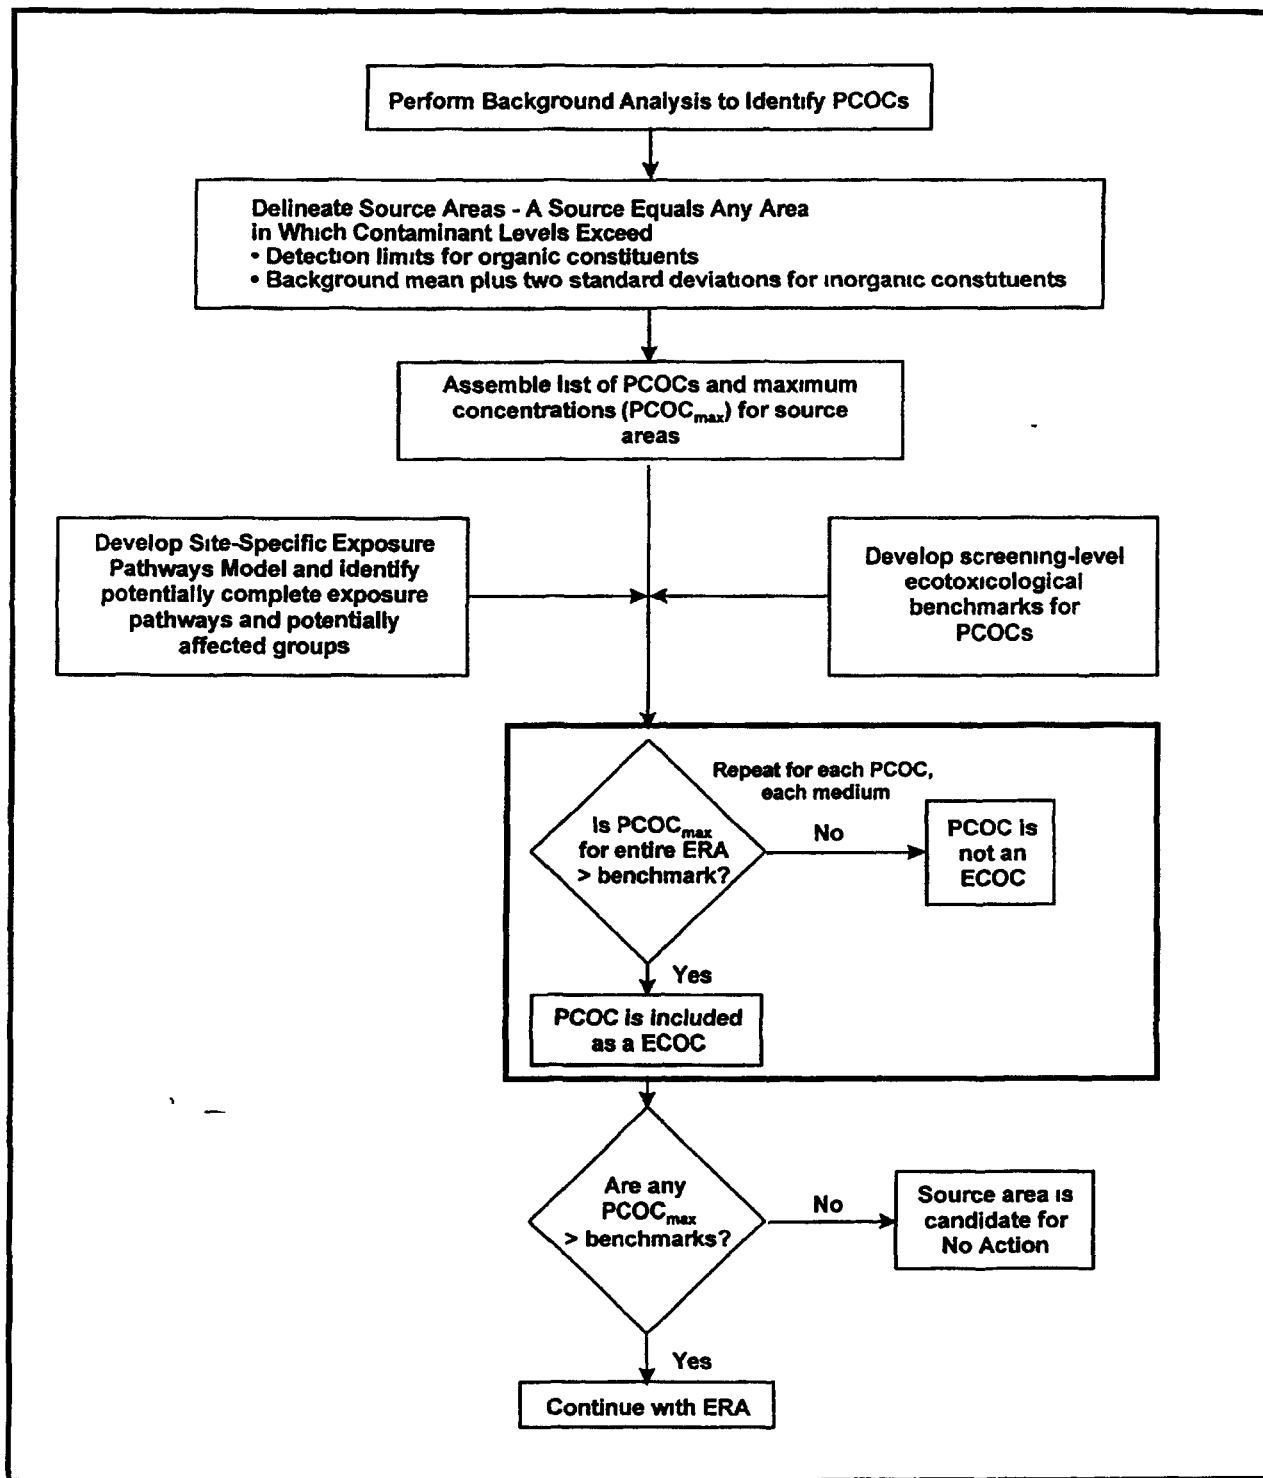 Perform Background Analysis to Identify PCOCs
Delineate Source Areas - A Source Equals Any Area
in Which Contaminant Levels Exceed
• Detection limits for organic constituents
• Background mean plus two standard deviations for inorganic constituents
Assemble list of PCOCs and maximum
concentrations (PCOCmax) for source
areas
Develop Site-Specific Exposure
Pathways Model and identify
potentially complete exposure
pathways and potentially
affected groups
Develop screening-level
ecotoxicological
benchmarks for
PCOCs
Repeat for each PCOC,
each medium
Is PCOCmax
for entire ERA
> benchmark?
No
PCOC is
not an
ECOC
Yes
PCOC is included
as a ECOC
Are any
PCOCmax
> benchmarks?
No
Source area is
candidate for
No Action
Yes
Continue with ERA